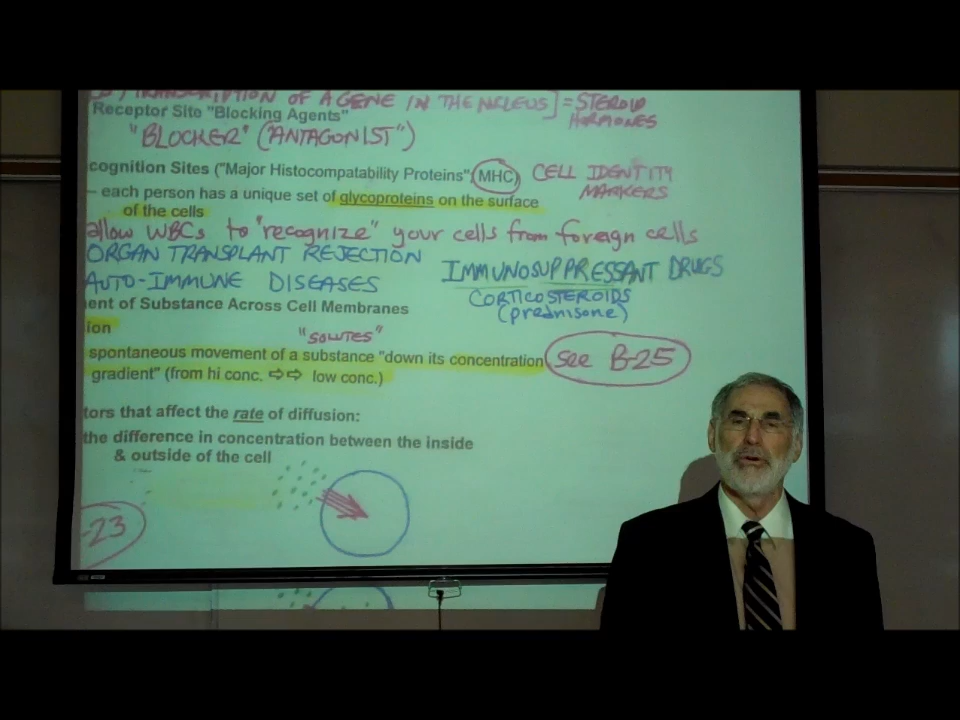 TRANSCRIPTION OF A GENE IN THE NUCLEUS] = STEROID HORMONES
Receptor Site "Blocking Agents"
"BLOCKER" ("ANTAGONIST")
cognition Sites ("Major Histocompatability Proteins", MHC) CELL IDENTITY MARKERS
– each person has a unique set of glycoproteins on the surface
of the cells
allow WBCs to "recognize" your cells from foreign cells
ORGAN TRANSPLANT REJECTION
IMMUNOSUPPRESSANT DRUGS
AUTO-IMMUNE DISEASES
CORTICOSTEROIDS
(prednisone)
ent of Substance Across Cell Membranes
ion
"SOLUTES"
spontaneous movement of a substance "down its concentration
gradient" (from hi conc. ⇨⇨ low conc.)
see B-25
tors that affect the rate of diffusion:
the difference in concentration between the inside
& outside of the cell
-23